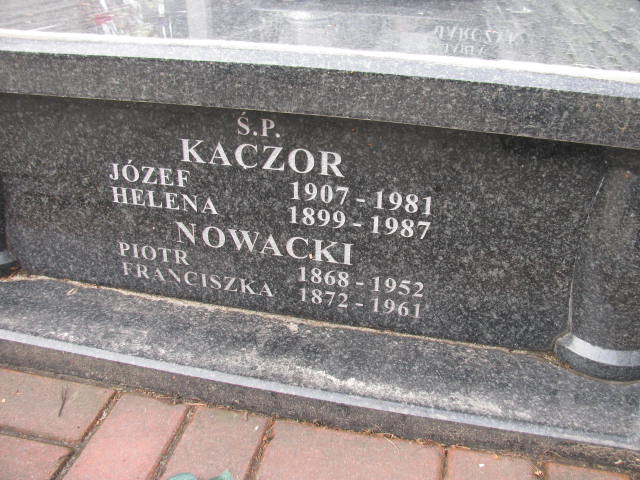 Ś.P.
KACZOR
JÓZEF 1907 - 1981
HELENA 1899 - 1987
NOWACKI
PIOTR 1868 - 1952
FRANCISZKA 1872 - 1961